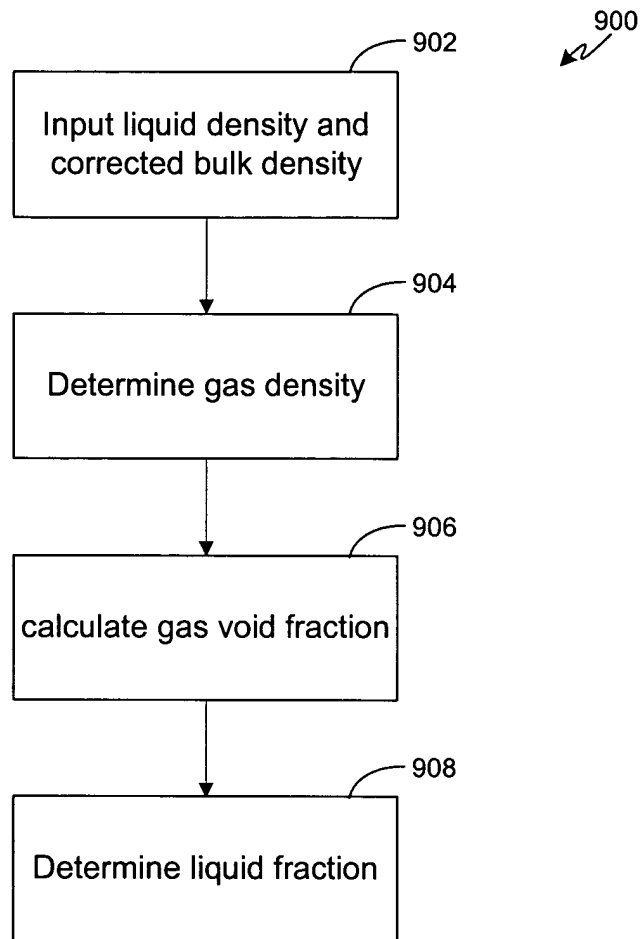 900
902
Input liquid density and
corrected bulk density
904
Determine gas density
906
calculate gas void fraction
908
Determine liquid fraction